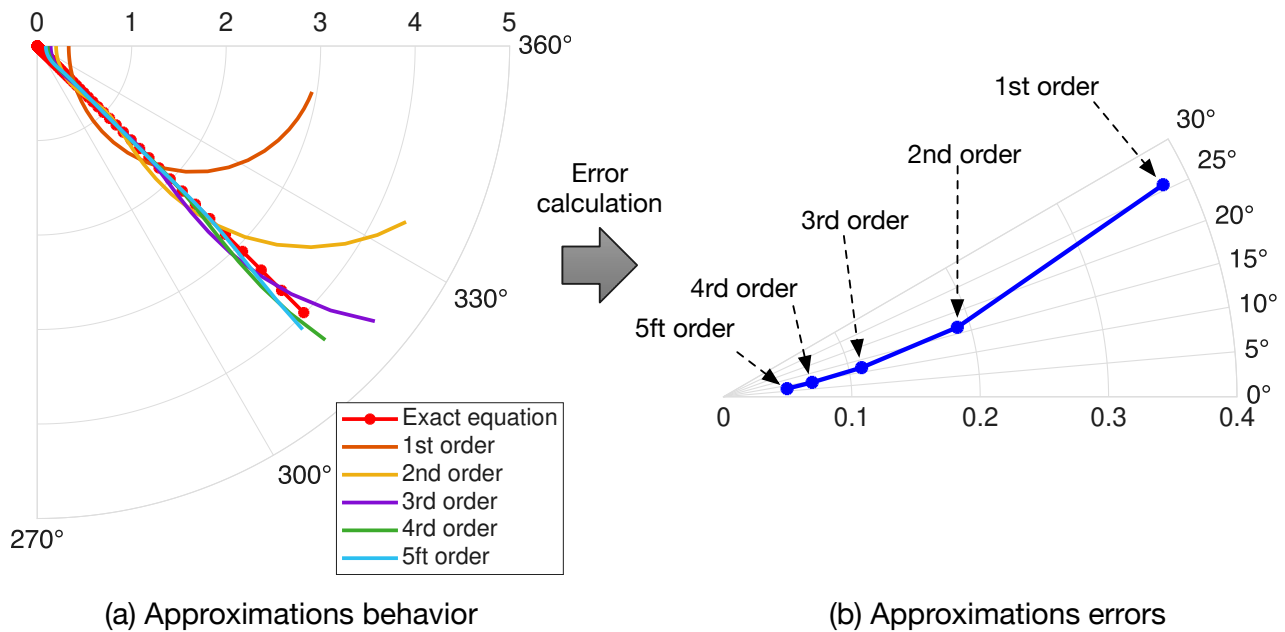 0 1 2 3 4 5
360°
330°
300°
270°
Exact equation
1st order
2nd order
3rd order
4rd order
5ft order
(a) Approximations behavior
Error
calculation
1st order
2nd order
3rd order
4rd order
5ft order
30°
25°
20°
15°
10°
5°
0°
0 0.1 0.2 0.3 0.4
(b) Approximations errors